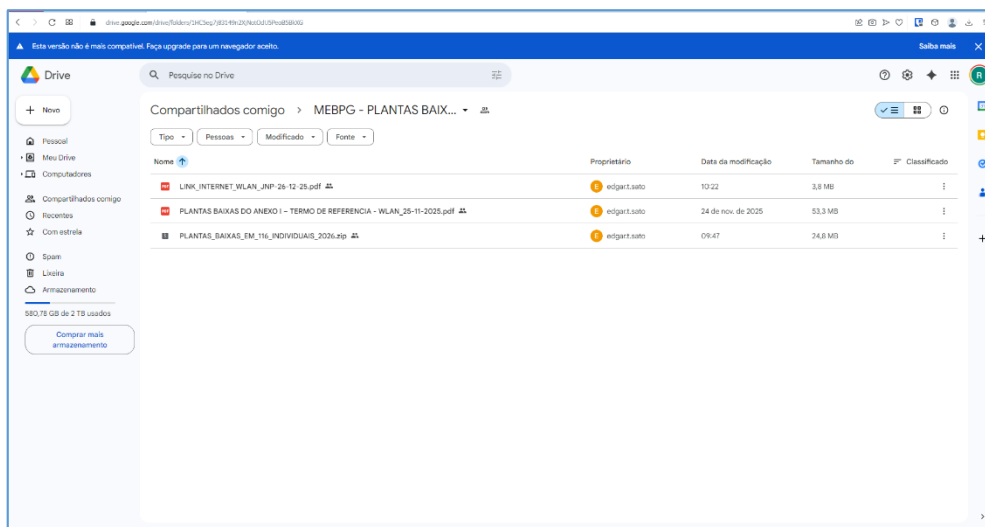 Esta versão não é mais compatível. Faça upgrade para um navegador aceito.
Saiba mais
Drive
Pesquise no Drive
R
Novo
Compartilhados comigo > MEBPG - PLANTAS BAIX...
Tipo
Pessoas
Modificado
Fonte
Pessoal
Meu Drive
Computadores
Compartilhados comigo
Recentes
Com estrela
Spam
Lixeira
Armazenamento
580,78 GB de 2 TB usados
Comprar mais
armazenamento
Nome
Proprietário
Data da modificação
Tamanho do
Classificado
PDF LINK_INTERNET_WLAN_JNP-26-12-25.pdf
E edgar.t.sato
10:22
3,8 MB
PDF PLANTAS BAIXAS DO ANEXO I – TERMO DE REFERENCIA - WLAN_25-11-2025.pdf
E edgar.t.sato
24 de nov. de 2025
53,3 MB
PLANTAS_BAIXAS_EM_116_INDIVIDUAIS_2026.zip
E edgar.t.sato
09:47
24,8 MB